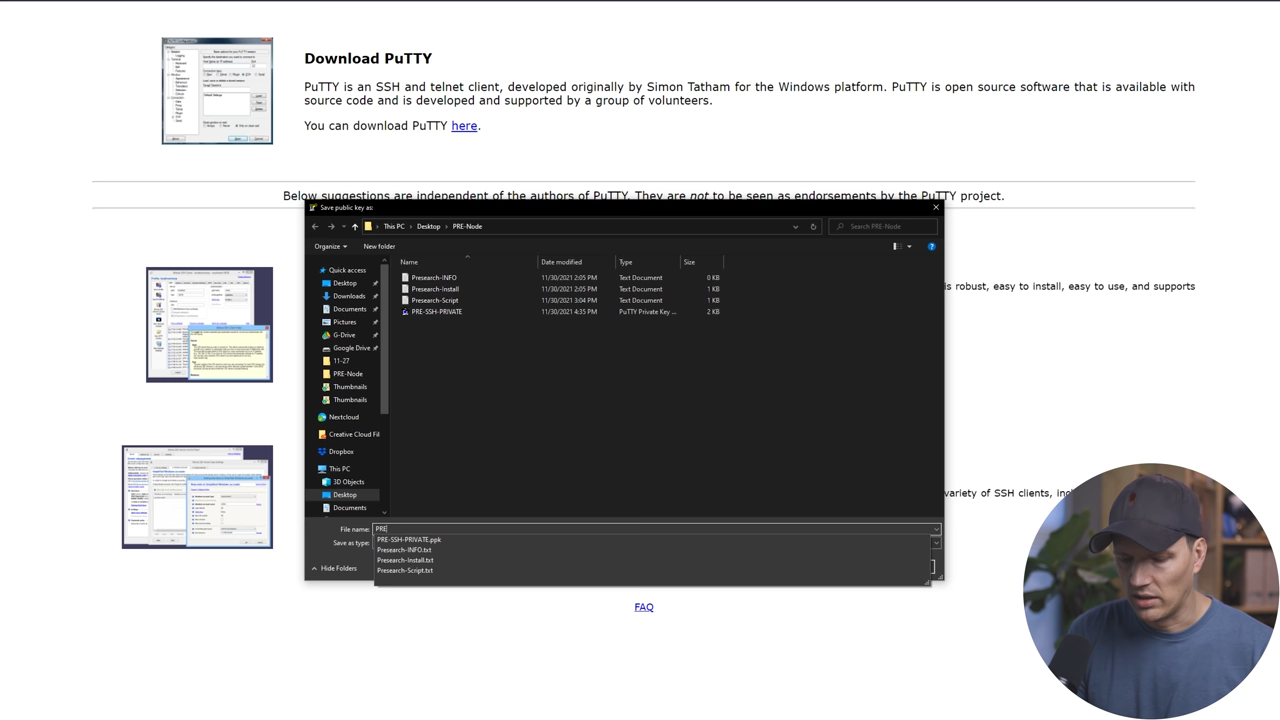 Download PuTTY
PuTTY is an SSH and telnet client, developed originally by Simon Tatham for the Windows platform. PuTTY is open source software that is available with
source code and is developed and supported by a group of volunteers.
You can download PuTTY here.
Below suggestions are independent of the authors of PuTTY. They are not to be seen as endorsements by the PuTTY project.
Save public key as:
This PC > Desktop > PRE-Node
Search PRE-Node
Organize
New folder
Name Date modified Type Size
Quick access
Desktop
Downloads
Documents
Pictures
G-Drive
Google Drive
11-27
PRE-Node
Thumbnails
Thumbnails
Nextcloud
Creative Cloud Fil
Dropbox
This PC
3D Objects
Desktop
Documents
Presearch-INFO 11/30/2021 2:05 PM Text Document 0 KB
Presearch-Install 11/30/2021 2:05 PM Text Document 1 KB
Presearch-Script 11/30/2021 3:04 PM Text Document 1 KB
PRE-SSH-PRIVATE 11/30/2021 4:35 PM PuTTY Private Key ... 2 KB
is robust, easy to install, easy to use, and supports
variety of SSH clients,
File name: PRE
Save as type:
PRE-SSH-PRIVATE.ppk
Presearch-INFO.txt
Presearch-Install.txt
Presearch-Script.txt
Hide Folders
FAQ